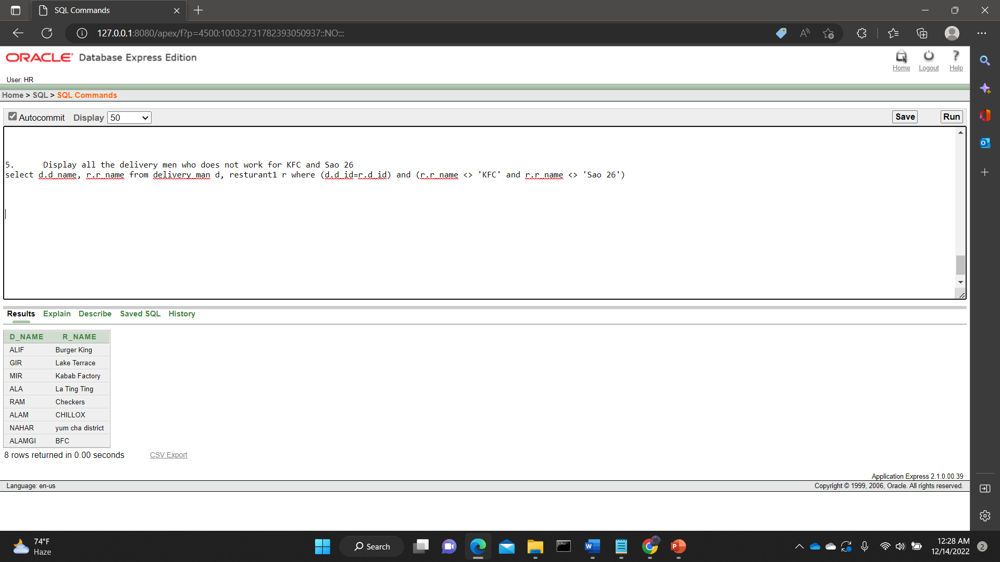 SQL Commands
127.0.0.1:8080/apex/f?p=4500:1003:2731782393050937::NO:::
ORACLE Database Express Edition
Home Logout Help
User: HR
Home > SQL > SQL Commands
Autocommit Display 50 Save Run
5. Display all the delivery men who does not work for KFC and Sao 26
select d.d_name, r.r_name from delivery_man d, resturant1 r where (d.d_id=r.d_id) and (r.r_name <> 'KFC' and r.r_name <> 'Sao 26')
Results Explain Describe Saved SQL History
D_NAME R_NAME
ALIF Burger King
GIR Lake Terrace
MIR Kabab Factory
ALA La Ting Ting
RAM Checkers
ALAM CHILLOX
NAHAR yum cha district
ALAMGI BFC
8 rows returned in 0.00 seconds CSV Export
Application Express 2.1.0.00.39
Language: en-us Copyright © 1999, 2006, Oracle. All rights reserved.
74°F
Haze
Search
12:28 AM
12/14/2022
2